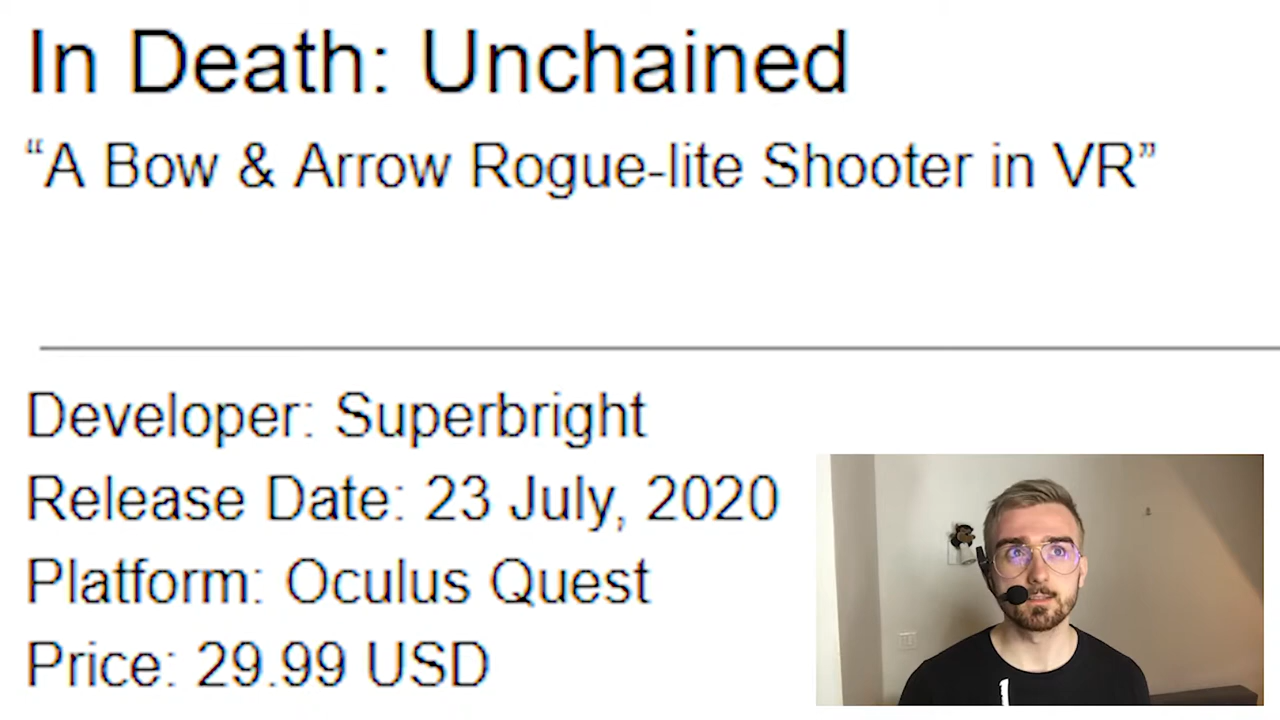 In Death: Unchained
“A Bow & Arrow Rogue-lite Shooter in VR”
Developer: Superbright
Release Date: 23 July, 2020
Platform: Oculus Quest
Price: 29.99 USD